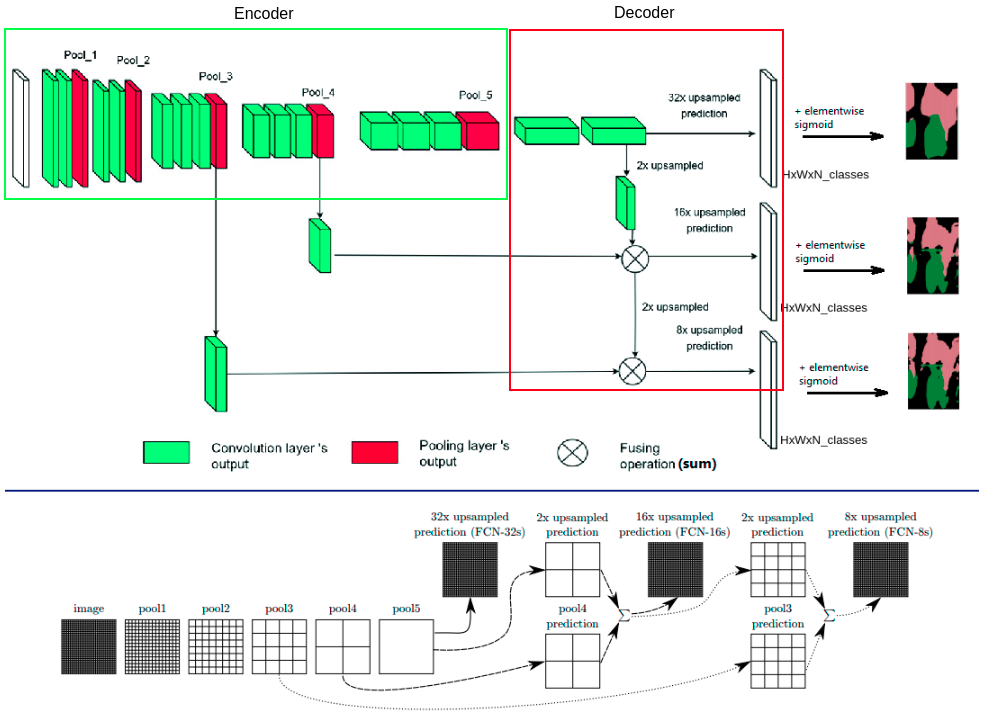 Encoder
Decoder
Pool_1
Pool_2
Pool_3
Pool_4
Pool_5
32x upsampled
prediction
+ elementwise
sigmoid
2x upsampled
HxWxN_classes
16x upsampled
prediction
+ elementwise
sigmoid
2x upsampled
HxWxN_classes
8x upsampled
prediction
+ elementwise
sigmoid
HxWxN_classes
Convolution layer 's
output
Pooling layer 's
output
Fusing
operation (sum)
32x upsampled
prediction (FCN-32s)
2x upsampled
prediction
16x upsampled
prediction (FCN-16s)
2x upsampled
prediction
8x upsampled
prediction (FCN-8s)
image
pool1
pool2
pool3
pool4
pool5
pool4
prediction
pool3
prediction
Σ
Σ